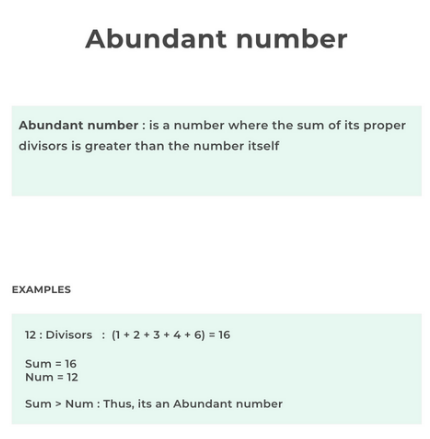 Abundant number
Abundant number : is a number where the sum of its proper
divisors is greater than the number itself
EXAMPLES
12 : Divisors : (1 + 2 + 3 + 4 + 6) = 16
Sum = 16
Num = 12
Sum > Num : Thus, its an Abundant number